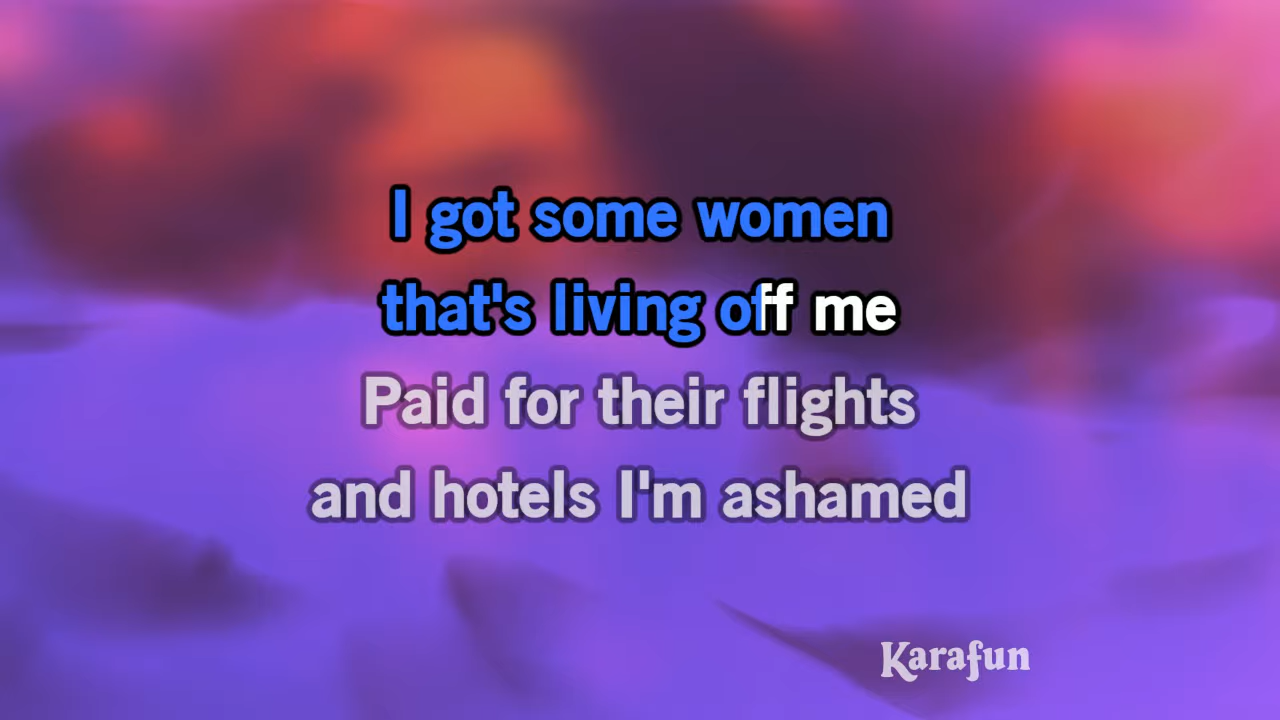 I got some women
that's living off me
Paid for their flights
and hotels I'm ashamed
Karafun